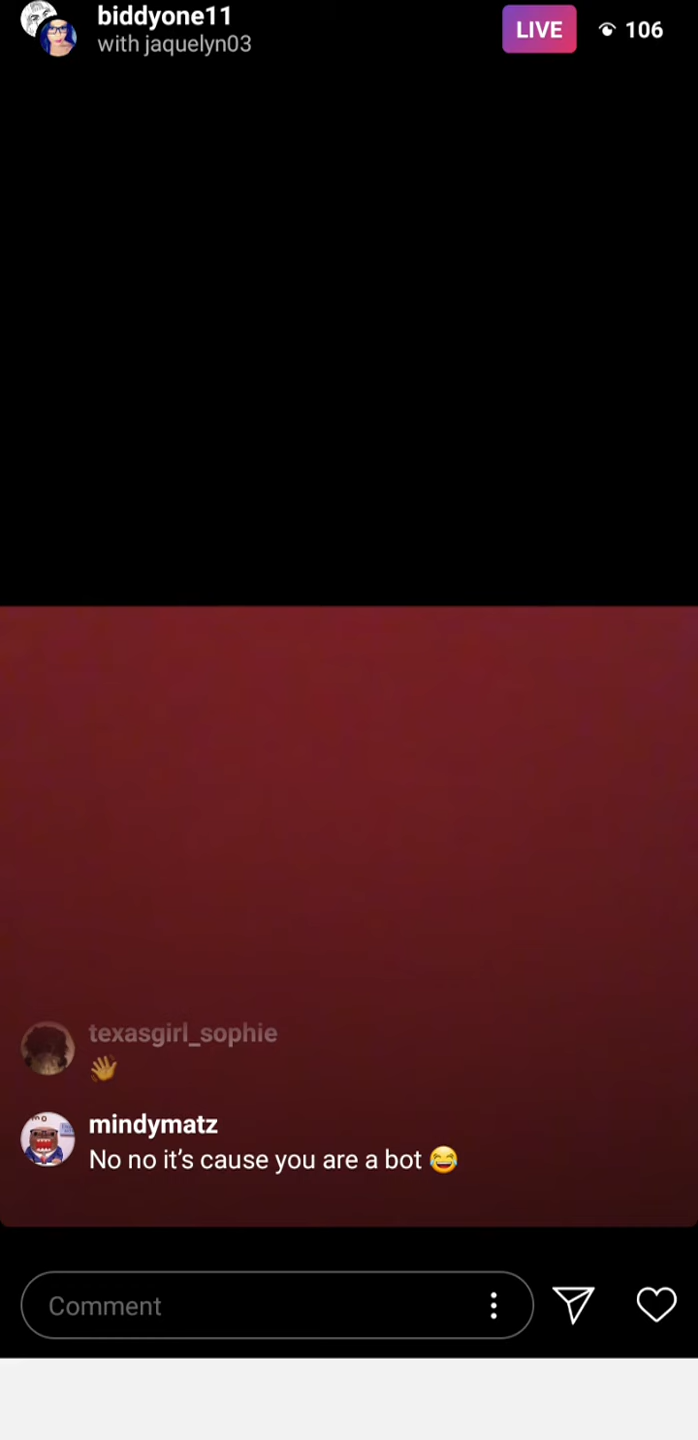 biddyone11
with jaquelyn03
LIVE
106
texasgirl_sophie
👋
mindymatz
No no it’s cause you are a bot 😂
Comment